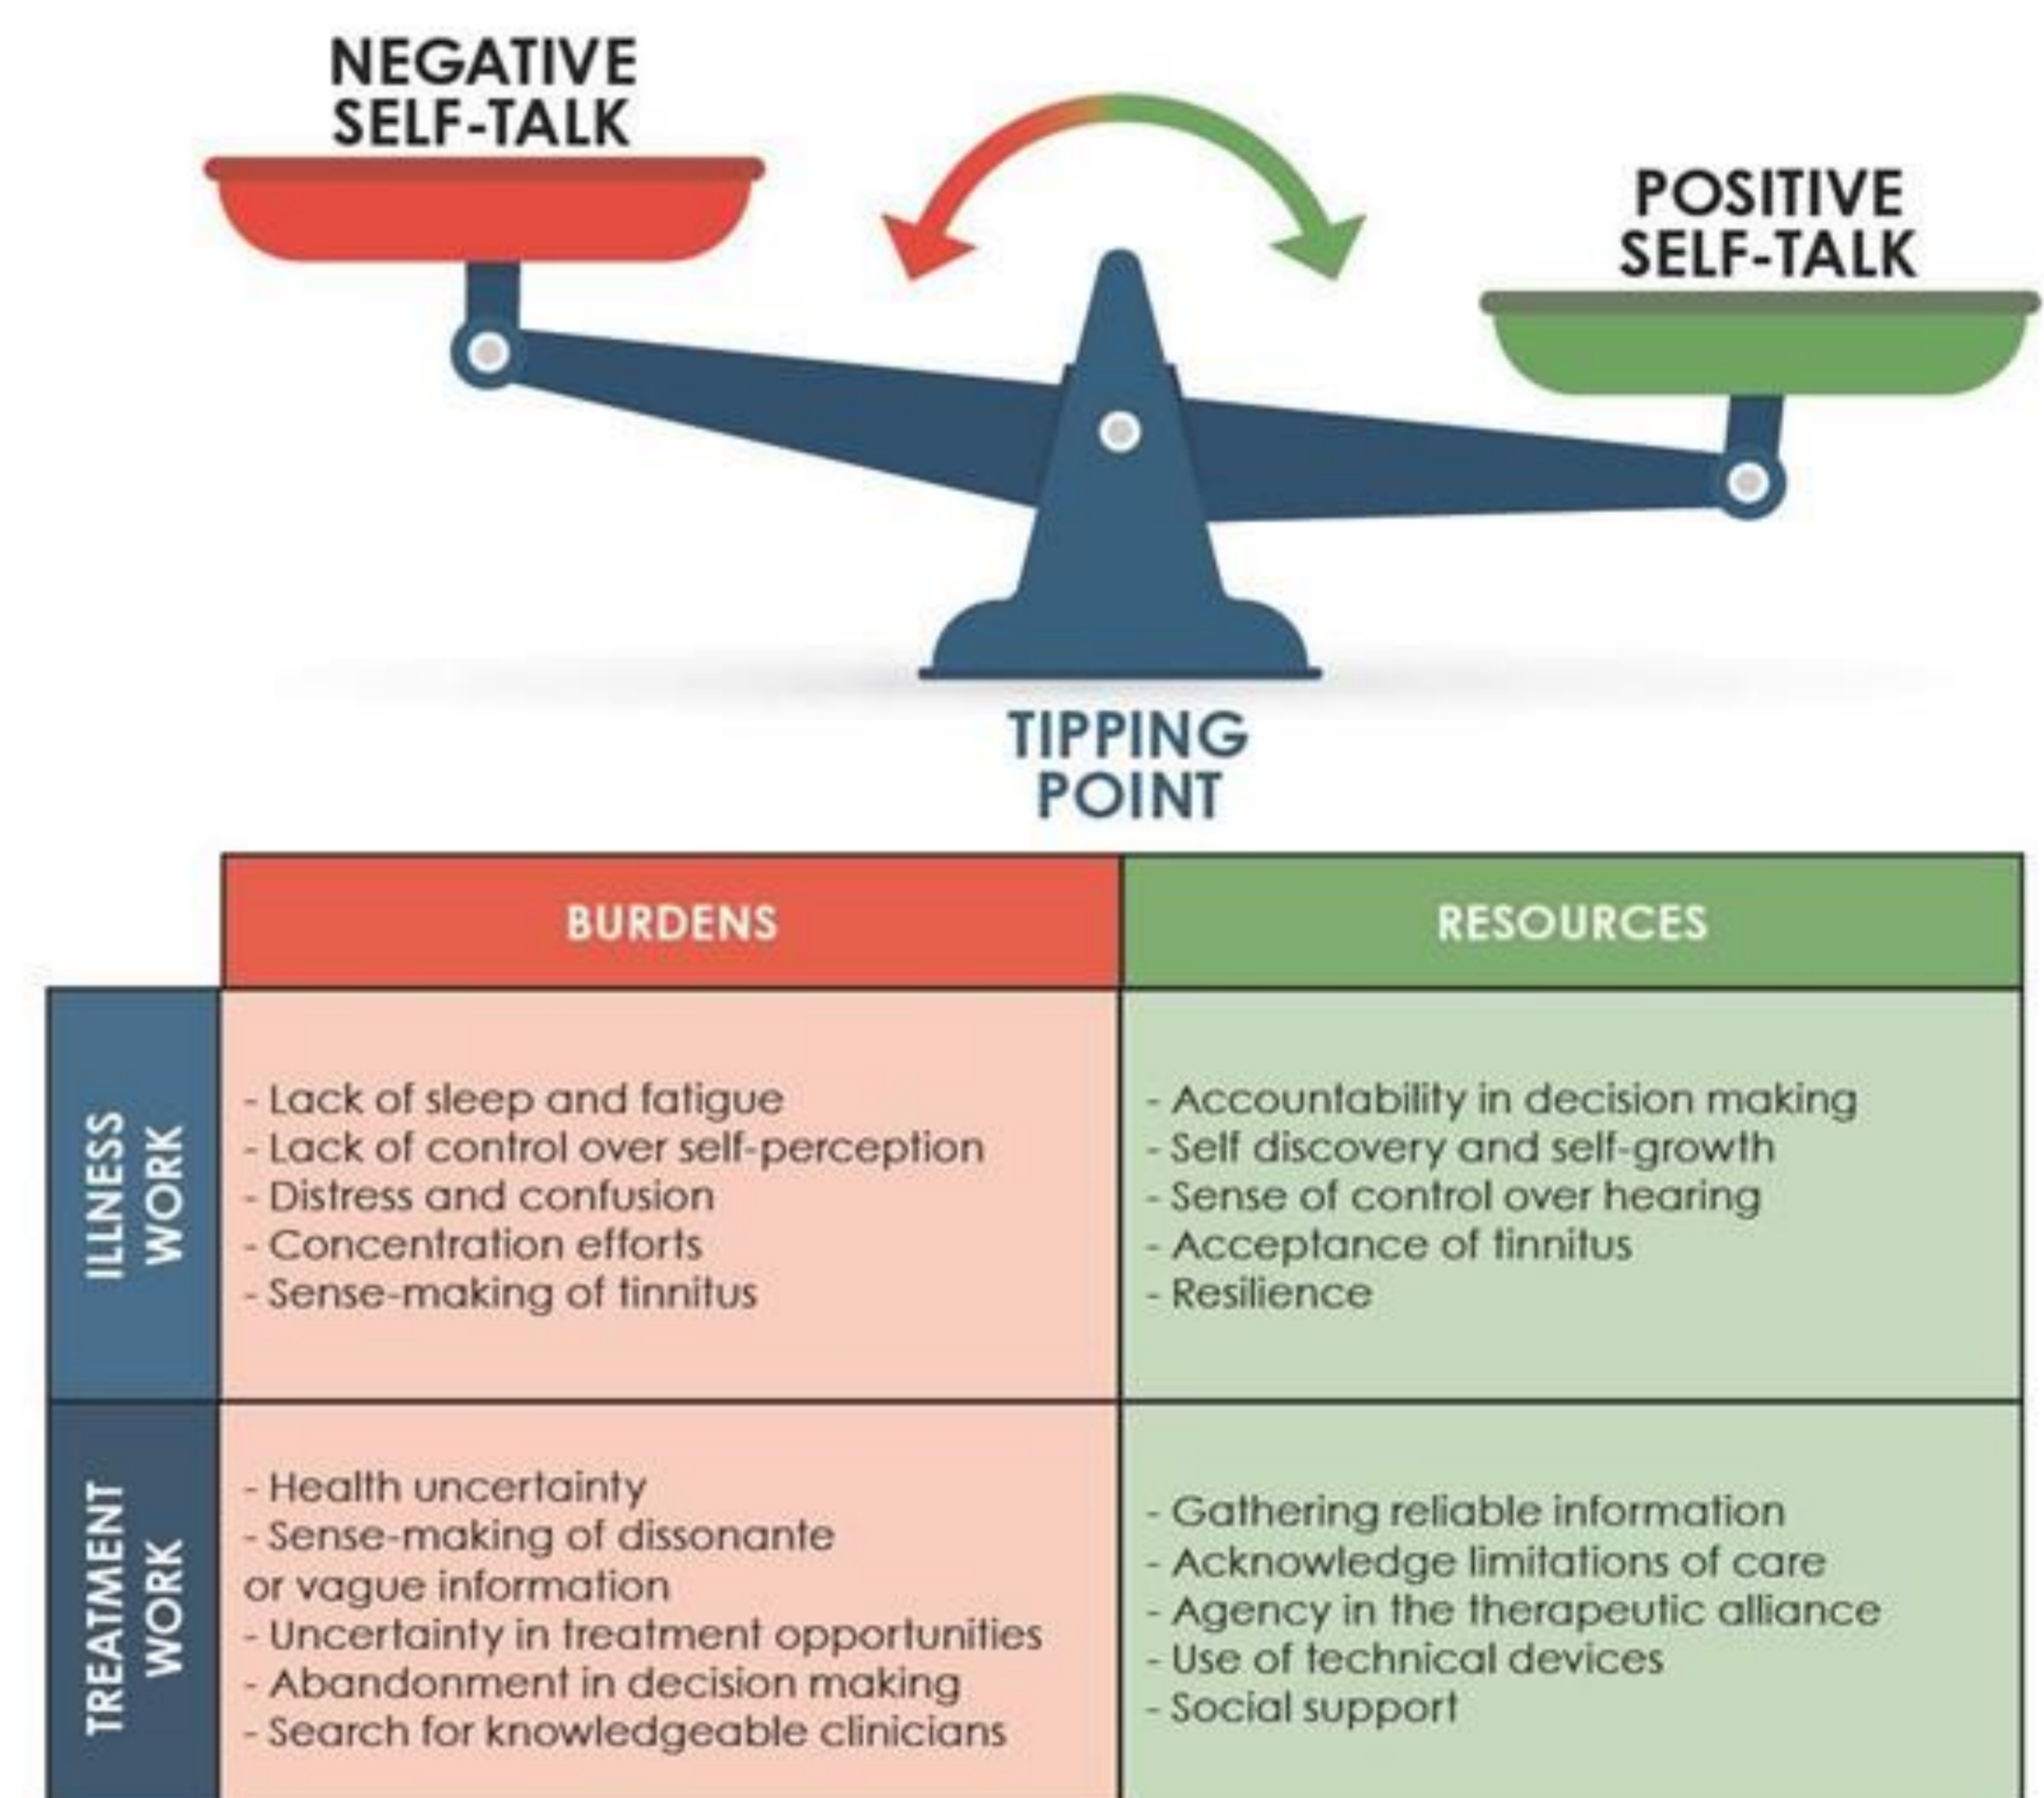 NEGATIVE
SELF-TALK
POSITIVE
SELF-TALK
TIPPING
POINT
BURDENS
RESOURCES
ILLNESS
WORK
- Lack of sleep and fatigue
- Lack of control over self-perception
- Distress and confusion
- Concentration efforts
- Sense-making of tinnitus
- Accountability in decision making
- Self discovery and self-growth
- Sense of control over hearing
- Acceptance of tinnitus
- Resilience
TREATMENT
WORK
- Health uncertainty
- Sense-making of dissonante
or vague information
- Uncertainty in treatment opportunities
- Abandonment in decision making
- Search for knowledgeable clinicians
- Gathering reliable information
- Acknowledge limitations of care
- Agency in the therapeutic alliance
- Use of technical devices
- Social support